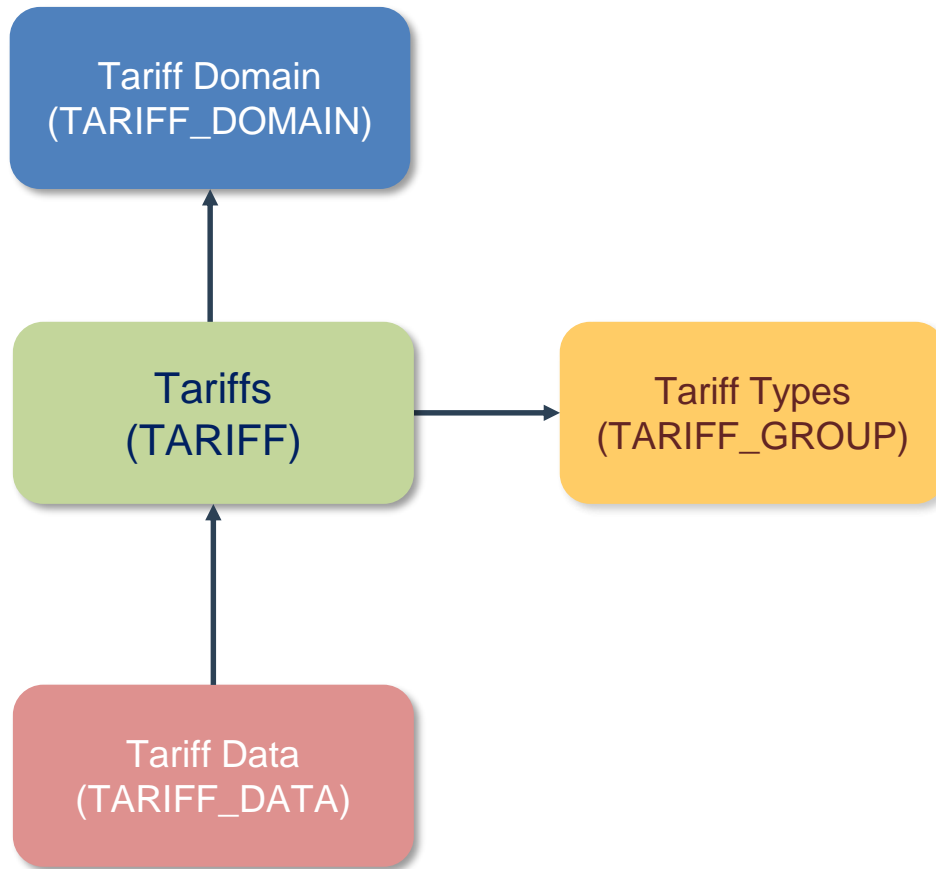 Tariff Domain
(TARIFF_DOMAIN)
Tariffs
(TARIFF)
Tariff Types
(TARIFF_GROUP)
Tariff Data
(TARIFF_DATA)